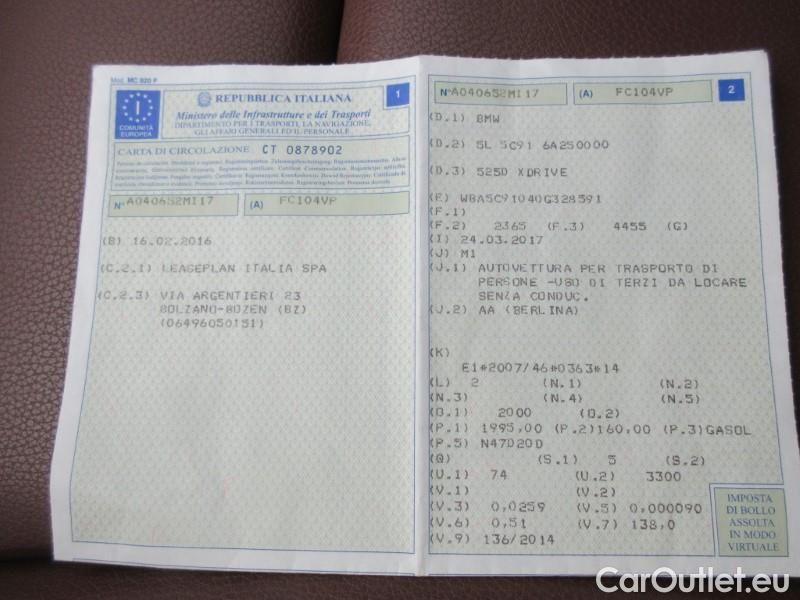 Mod. MC 820 F
1
REPUBBLICA ITALIANA
Ministero delle Infrastrutture e dei Trasporti
DIPARTIMENTO PER I TRASPORTI, LA NAVIGAZIONE,
GLI AFFARI GENERALI ED IL PERSONALE
I
COMUNITÀ
EUROPEA
CARTA DI CIRCOLAZIONE CT 0878902
N° A040652MI17 (A) FC104VP
(B) 16.02.2016
(C.2.1) LEASEPLAN ITALIA SPA
(C.2.3) VIA ARGENTIERI 23
BOLZANO-BOZEN (BZ)
(06496050151)
N° A040652MI17 (A) FC104VP 2
(D.1) BMW
(D.2) 5L 5C91 6A250000
(D.3) 525D XDRIVE
(E) WBA5C91040G328591
(F.1)
(F.2) 2365 (F.3) 4455 (G)
(I) 24.03.2017
(J) M1
(J.1) AUTOVETTURA PER TRASPORTO DI
PERSONE -USO DI TERZI DA LOCARE
SENZA CONDUC.
(J.2) AA (BERLINA)
(K)
E1*2007/46*0363*14
(L) 2 (N.1) (N.2)
(N.3) (N.4) (N.5)
(O.1) 2000 (O.2)
(P.1) 1995,00 (P.2)160,00 (P.3)GASOL
(P.5) N47D20D
(Q) (S.1) 5 (S.2)
(U.1) 74 (U.2) 3300
(V.1) (V.2)
(V.3) 0,0259 (V.5) 0,000090
(V.6) 0,51 (V.7) 138,0
(V.9) 136/2014
IMPOSTA
DI BOLLO
ASSOLTA
IN MODO
VIRTUALE
CarOutlet.eu